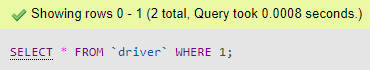 Showing rows 0 - 1 (2 total, Query took 0.0008 seconds.)
SELECT * FROM `driver` WHERE 1;